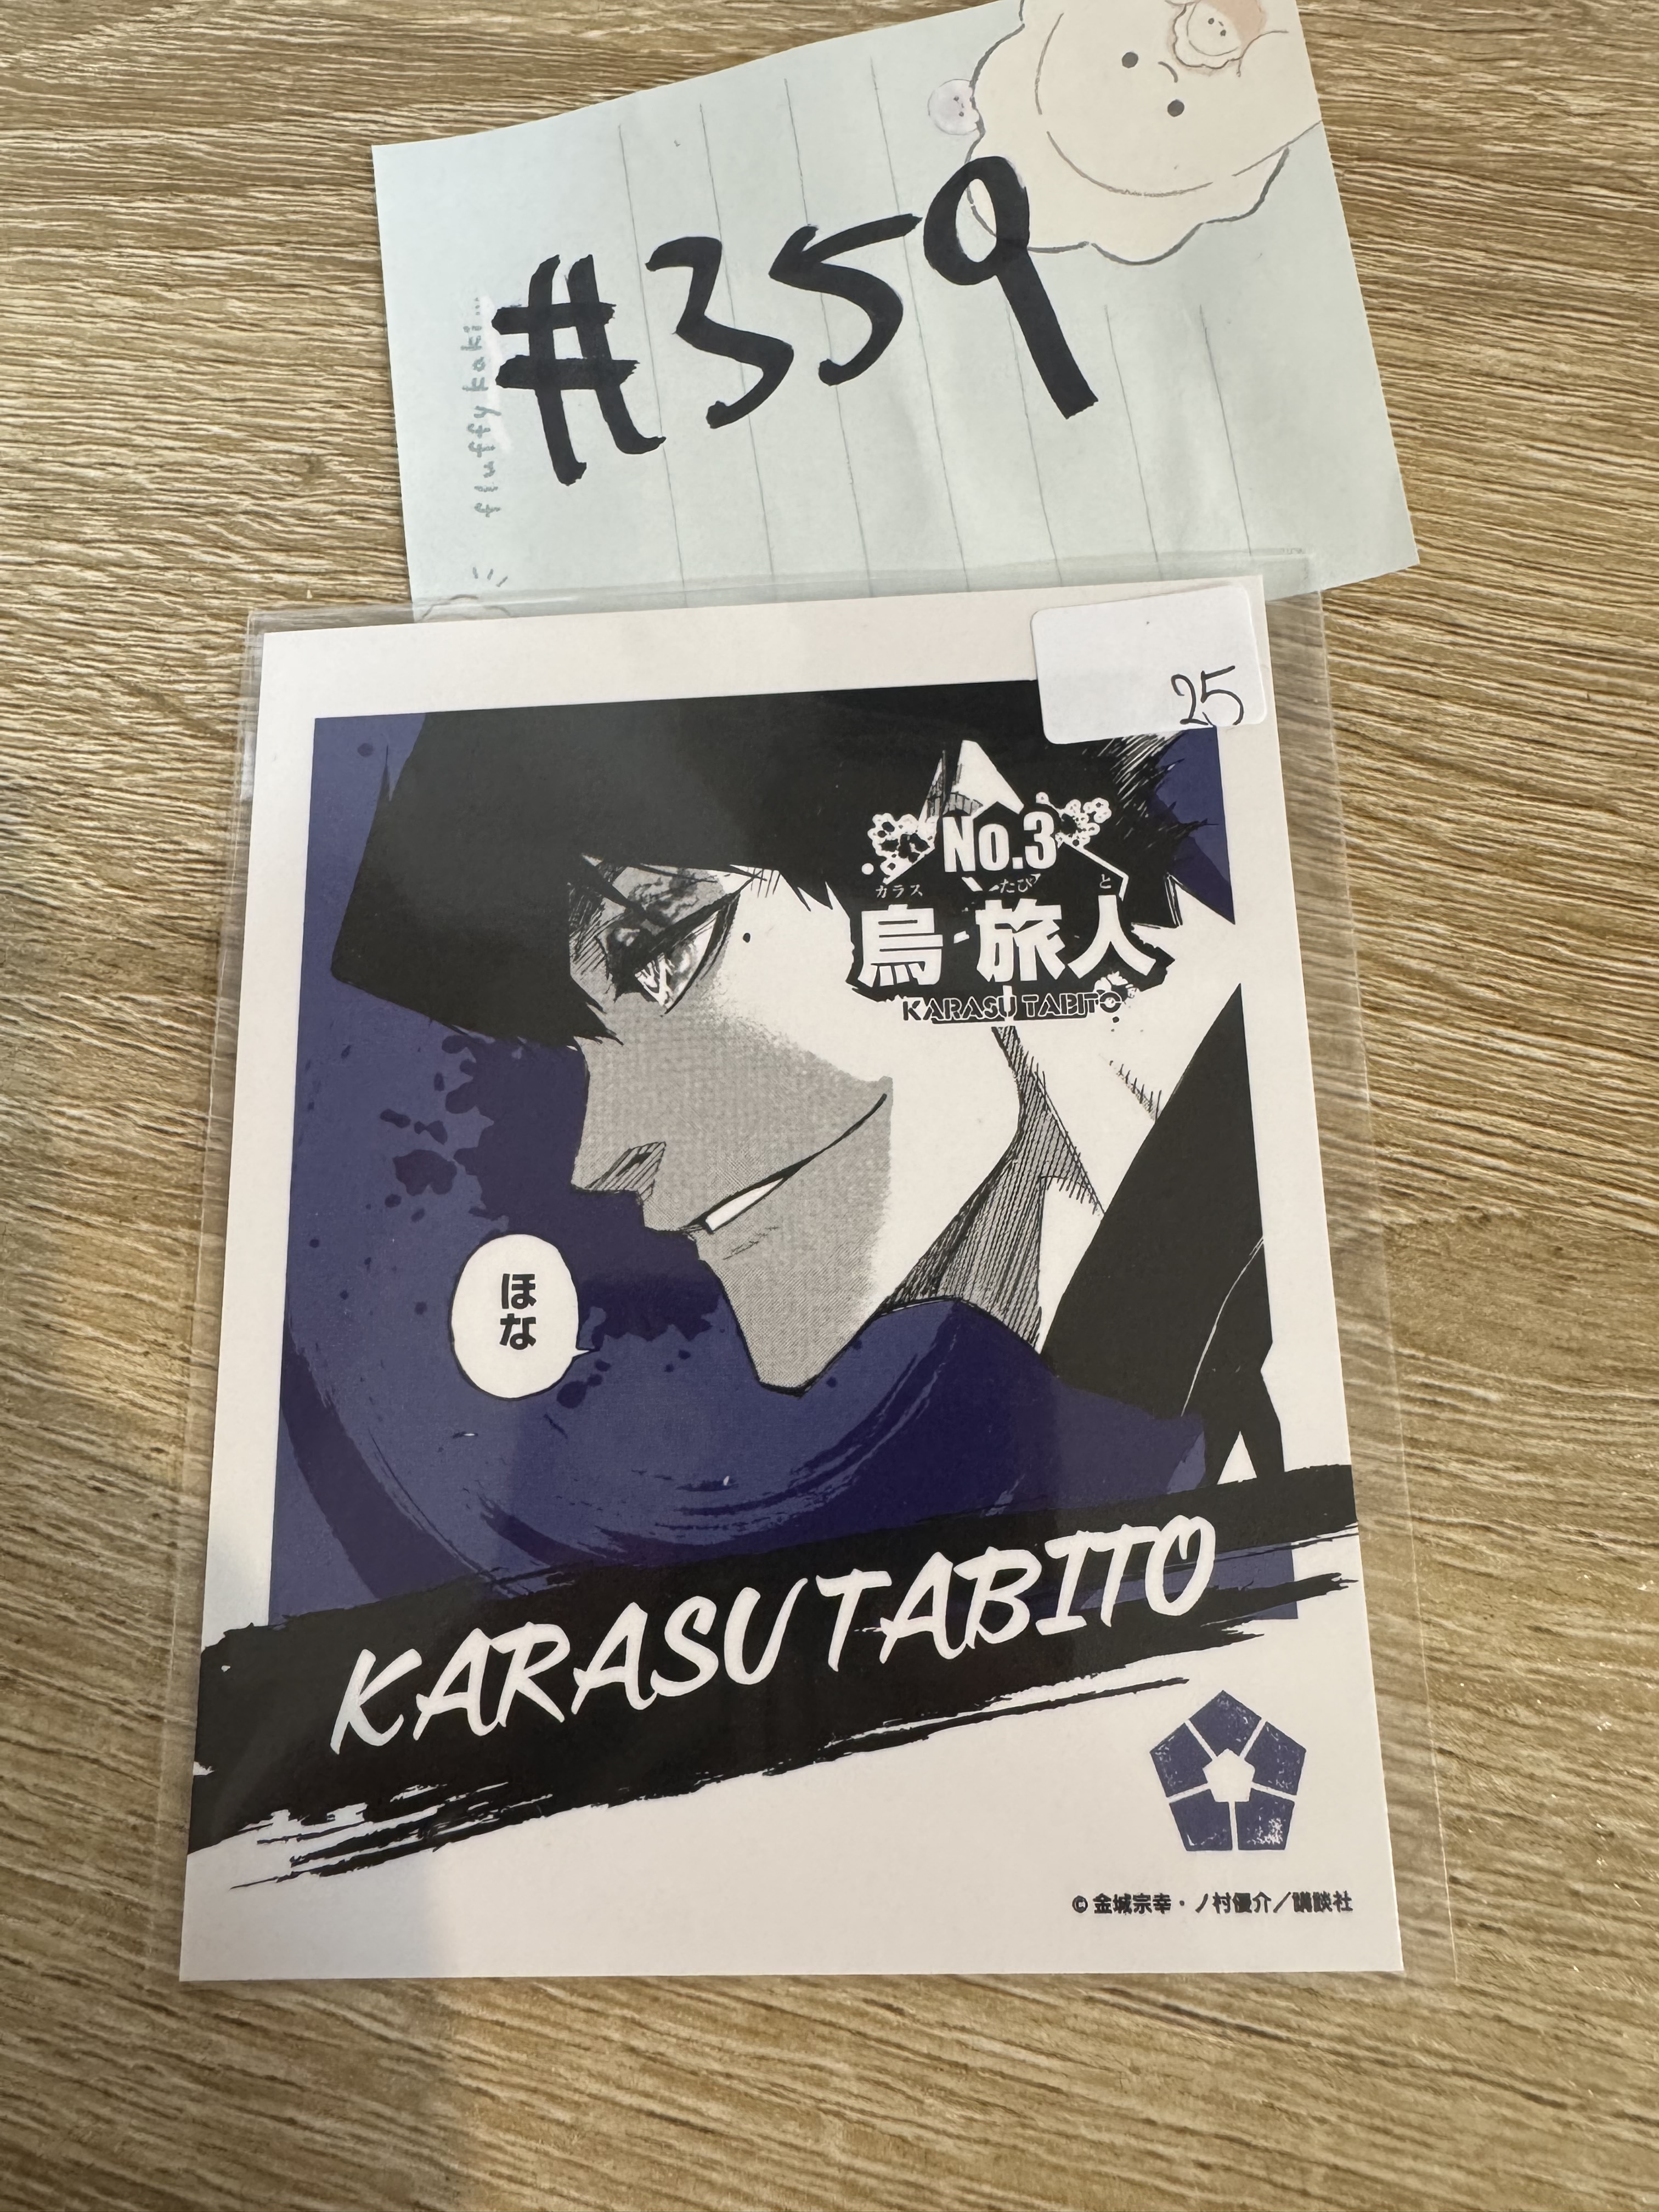 #359
fluffy kaki...
25
No.3
カラス たび と
烏 旅人
KARASU TABITO
ほな
KARASU TABITO
© 金城宗幸・ノ村優介／講談社